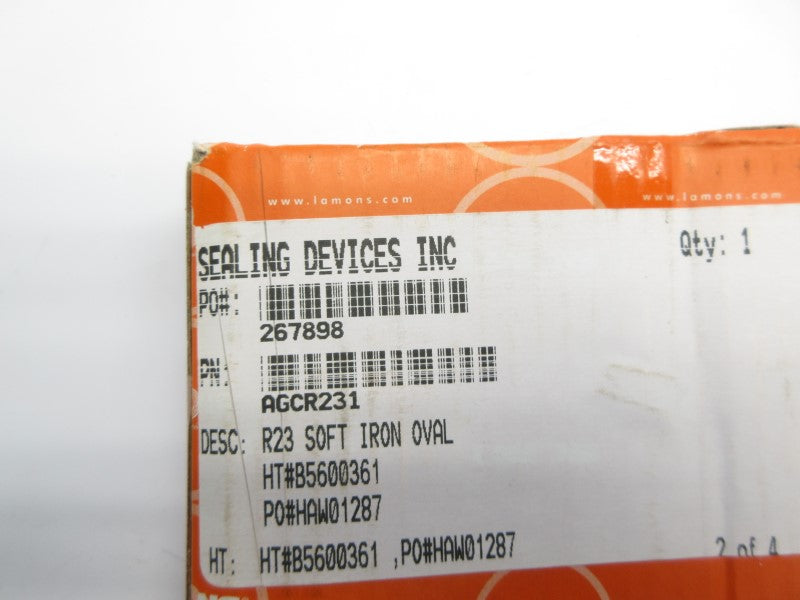 www.lamons.com www.lamons.com
SEALING DEVICES INC Qty: 1
PO#:
267898
PN:
AGCR231
DESC: R23 SOFT IRON OVAL
HT#B5600361
PO#HAW01287
HT: HT#B5600361 ,PO#HAW01287 2 of 4